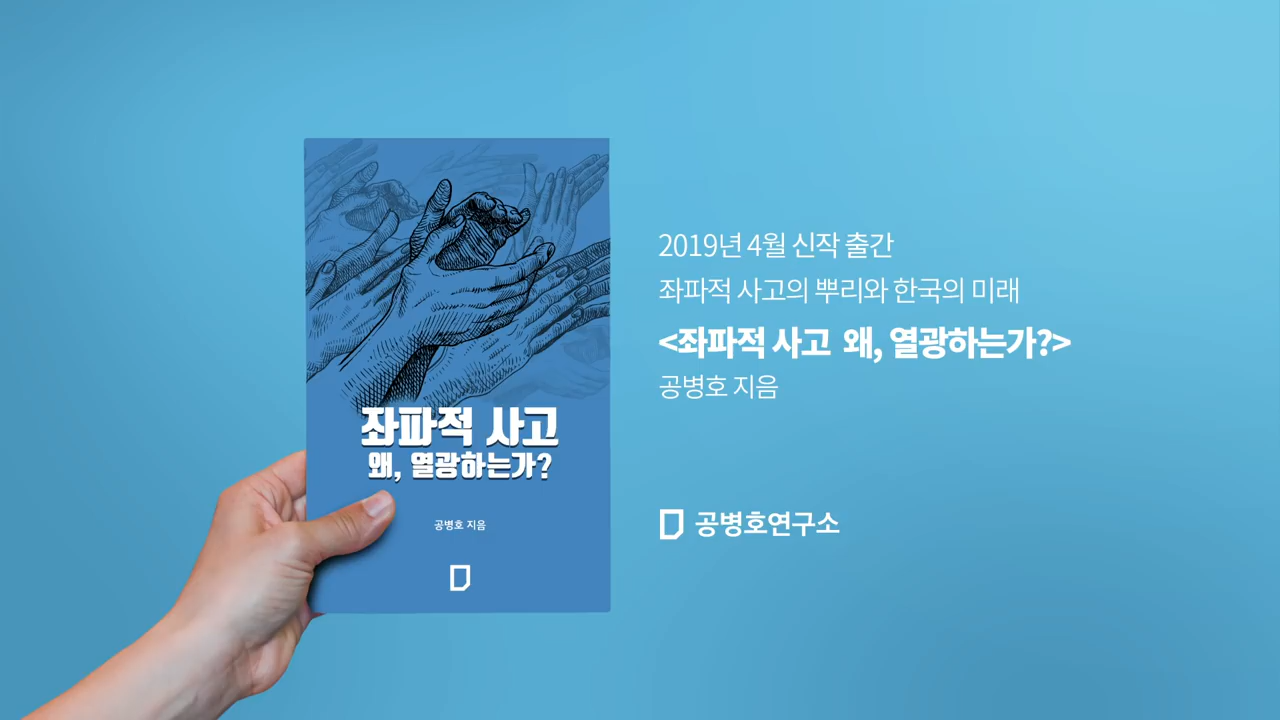 좌파적 사고
왜, 열광하는가?
공병호 지음
2019년 4월 신작 출간
좌파적 사고의 뿌리와 한국의 미래
<좌파적 사고 왜, 열광하는가?>
공병호 지음
공병호연구소